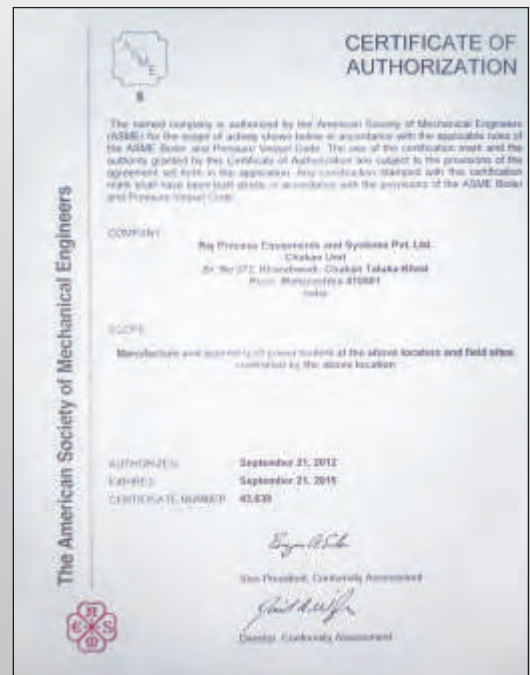 CERTIFICATE OF
AUTHORIZATION
A
S
M
E
S
The named company is authorized by the American Society of Mechanical Engineers
(ASME) for the scope of activity shown below in accordance with the applicable rules of
the ASME Boiler and Pressure Vessel Code. The use of the certification mark and the
authority granted by this Certificate of Authorization are subject to the provisions of the
agreement set forth in the application. Any construction stamped with this certification
mark shall have been built strictly in accordance with the provisions of the ASME Boiler
and Pressure Vessel Code.
COMPANY:
Process Equipments and Systems Pvt. Ltd.
Chakan Unit
Chakan Taluka
Maharashtra
India
SCOPE:
Manufacture and assembly of power boilers at the above location and field sites
controlled by the above location
AUTHORIZED: September 21, 2012
EXPIRES: September 21, 2015
CERTIFICATE NUMBER:
Vice President, Conformity Assessment
Director, Conformity Assessment
The American Society of Mechanical Engineers